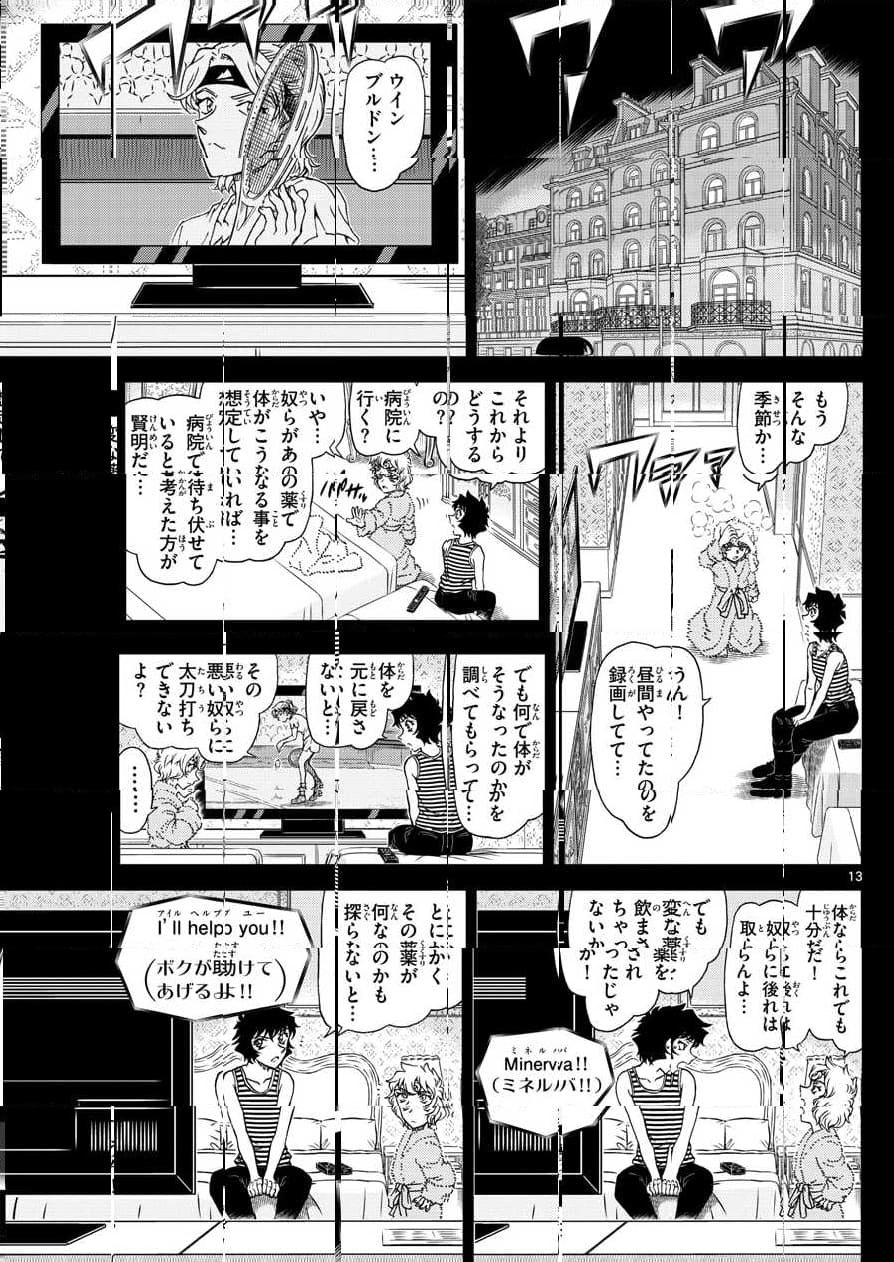 ワアアア
ウイン
ブルドン…
もう
そんな
季節か…
うん!
昼間やってたのを
録画してて…
それより
これから
どうする
の?
病院に
行く?
いや…
奴らがあの薬で
体がこうなる事を
想定していれば…
病院で待ち伏せて
いると考えた方が
賢明だ…
でも何で体が
そうなったのかを
調べてもらって…
体を
元に戻さ
ないと…
その
悪い奴らに
太刀打ち
できない
よ?
13
体ならこれでも
十分だ!
奴らに後れは
取らんよ…
でも
変な薬を
飲まされ
ちゃったじゃ
ないか!
Minerva!!
(ミネルバ!!)
とにかく
その薬が
何なのかも
探らないと…
I'll help you!!
(ボクが助けて
あげるよ!!)